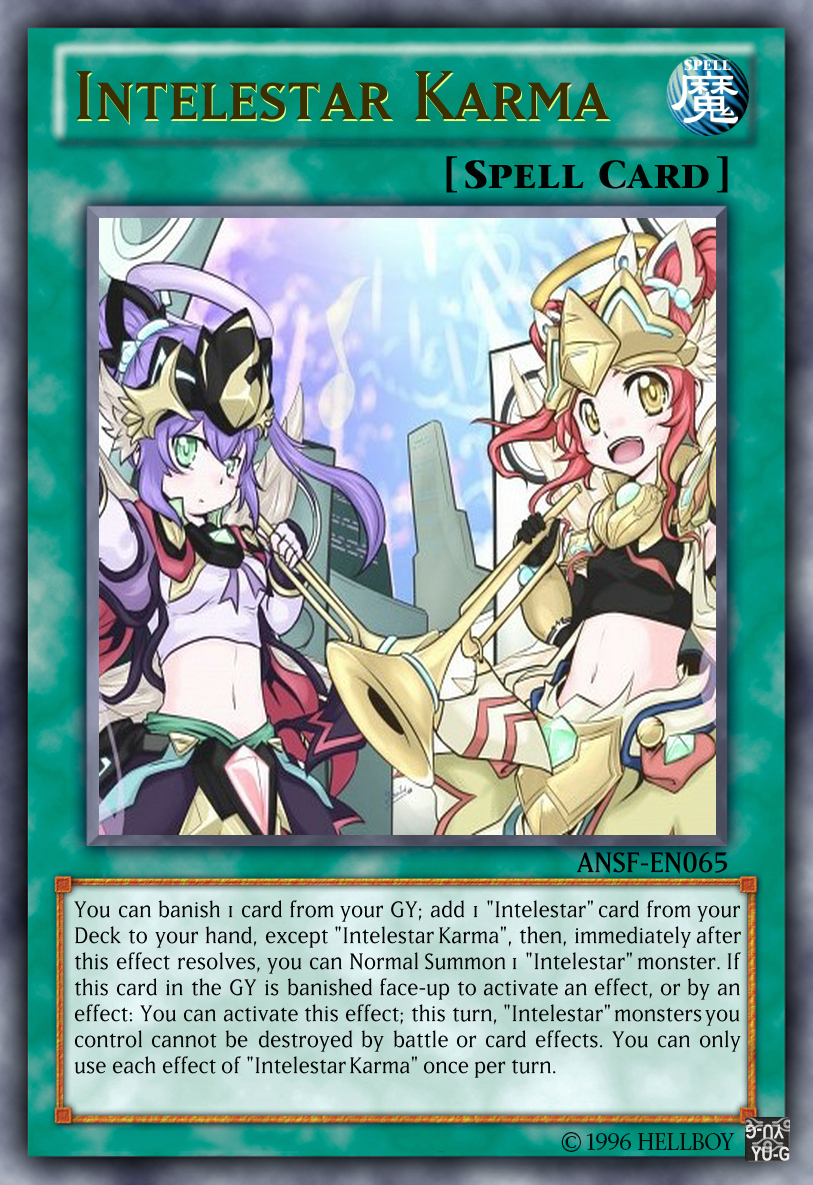 Intelestar Karma
SPELL
魔
[Spell Card]
ANSF-EN065
You can banish 1 card from your GY; add 1 "Intelestar" card from your
Deck to your hand, except "Intelestar Karma", then, immediately after
this effect resolves, you can Normal Summon 1 "Intelestar" monster. If
this card in the GY is banished face-up to activate an effect, or by an
effect: You can activate this effect; this turn, "Intelestar" monsters you
control cannot be destroyed by battle or card effects. You can only
use each effect of "Intelestar Karma" once per turn.
© 1996 HELLBOY
YU-G